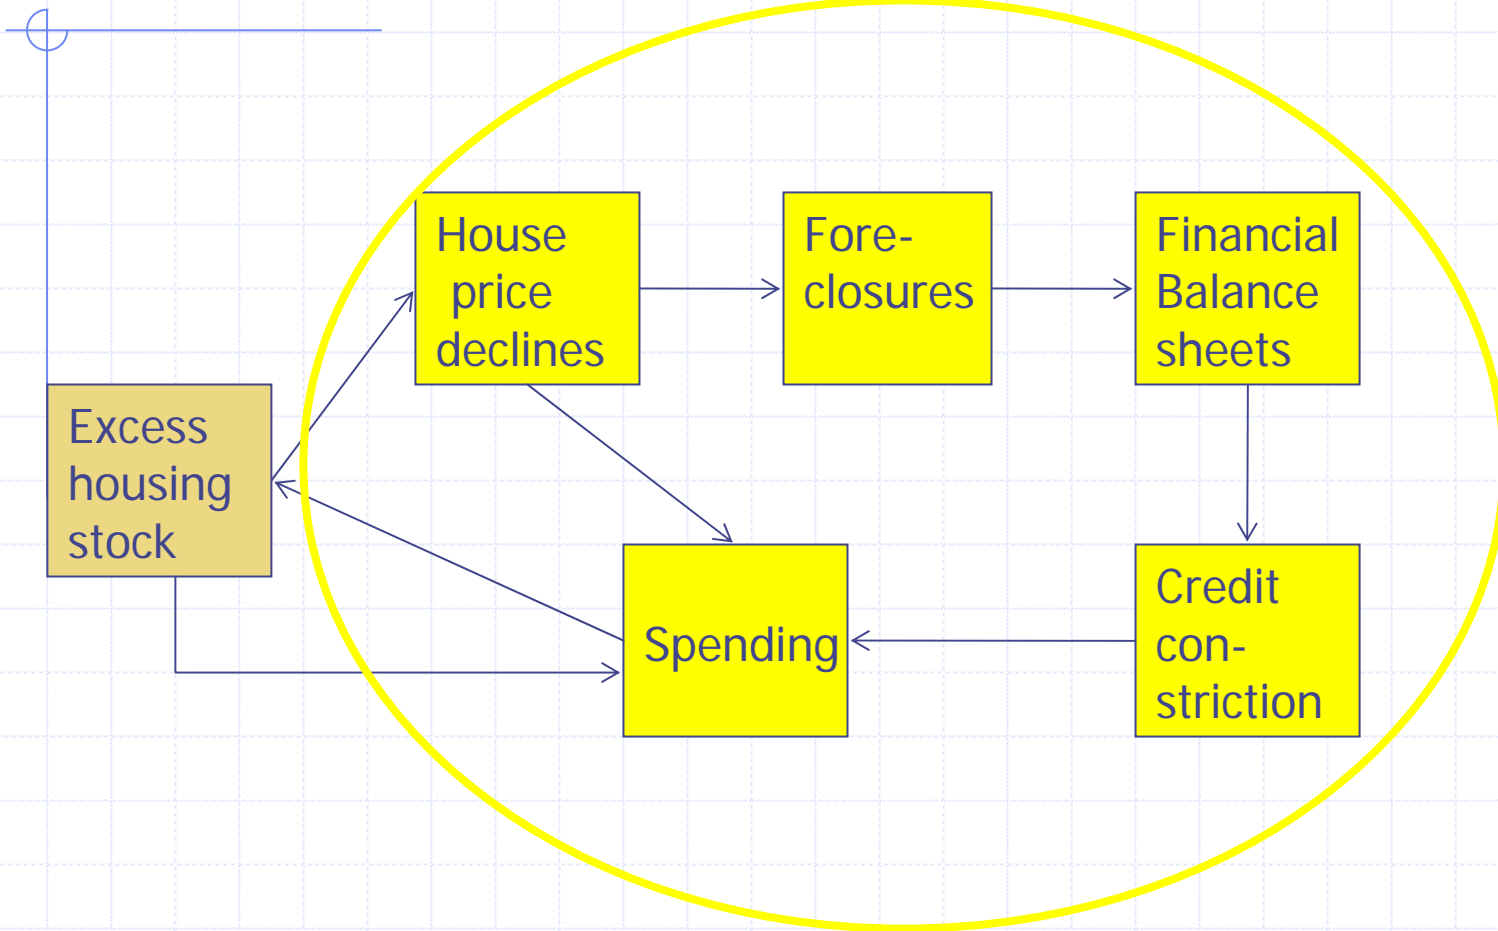 House
price
declines
Fore-
closures
Financial
Balance
sheets
Excess
housing
stock
Spending
Credit
con-
striction